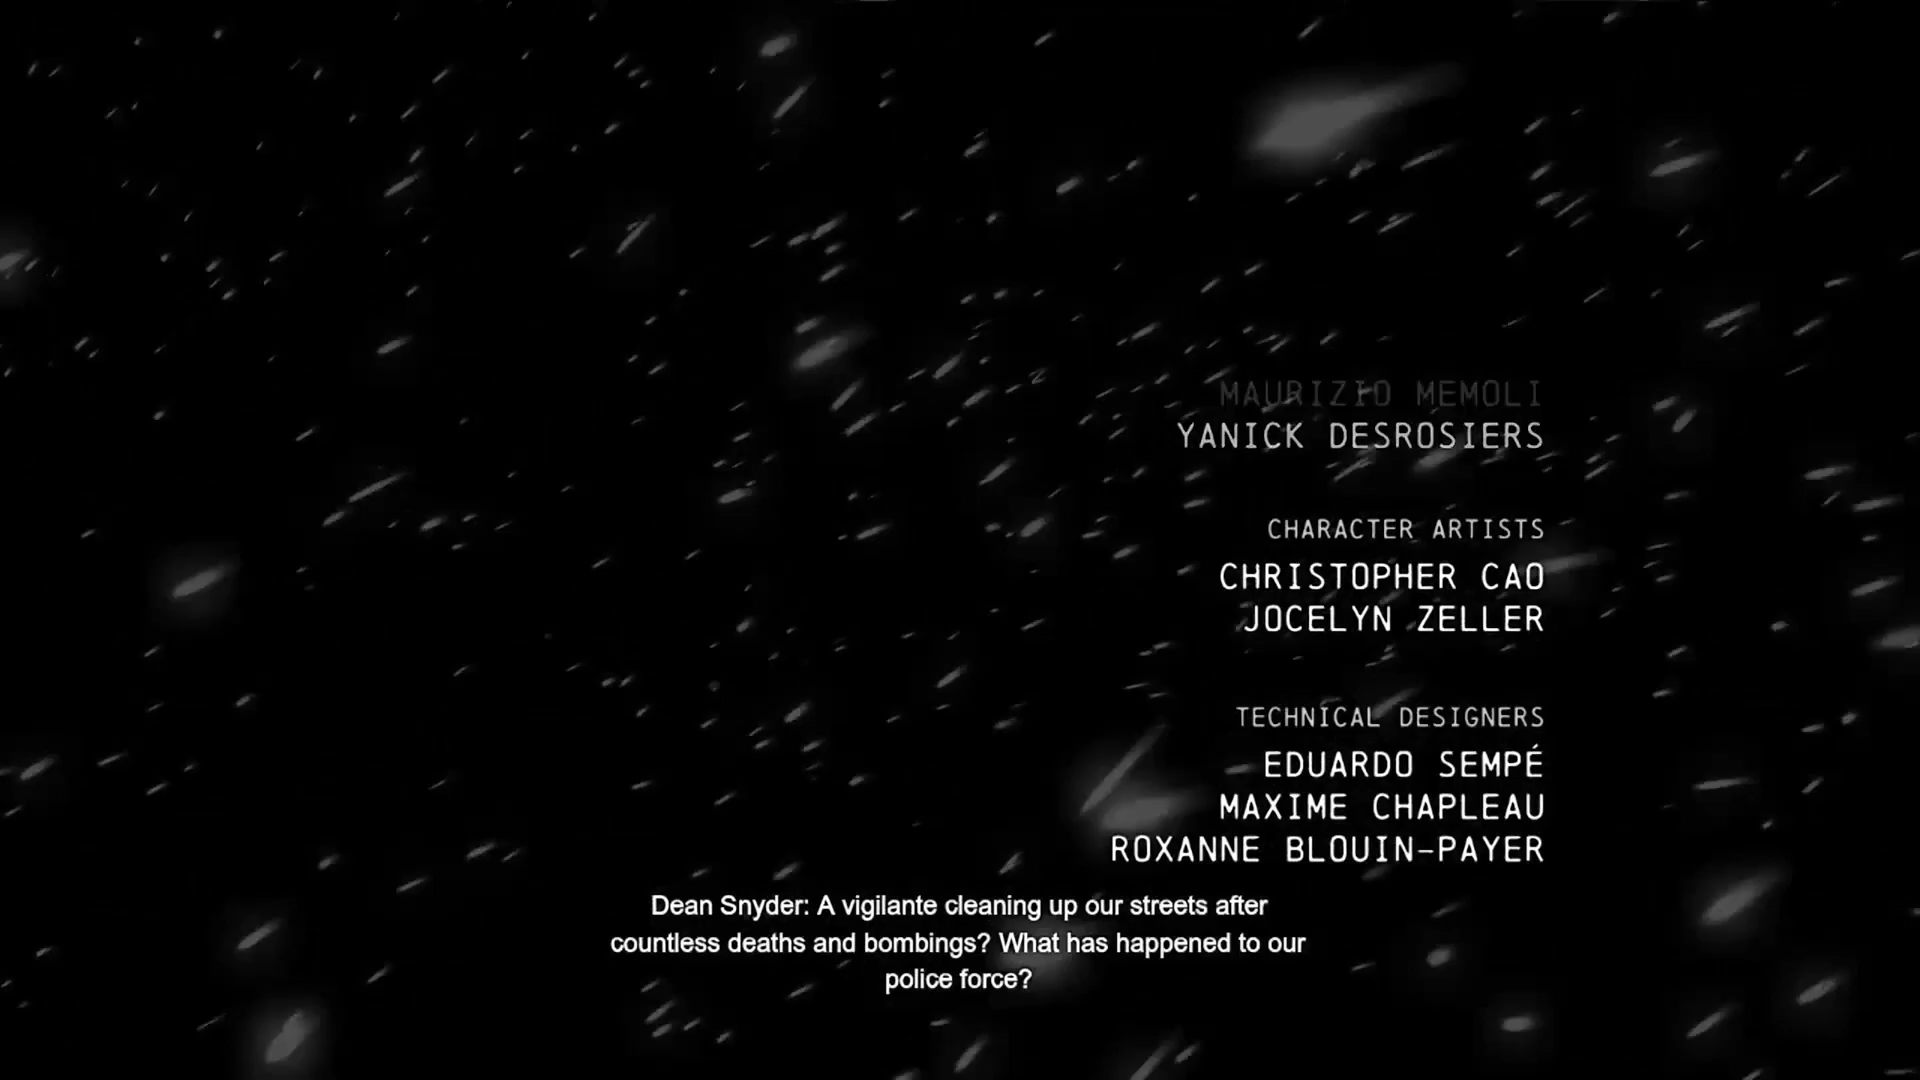 MAURIZIO MEMOLI
YANICK DESROSIERS
CHARACTER ARTISTS
CHRISTOPHER CAO
JOCELYN ZELLER
TECHNICAL DESIGNERS
EDUARDO SEMPÉ
MAXIME CHAPLEAU
ROXANNE BLOUIN-PAYER
Dean Snyder: A vigilante cleaning up our streets after
countless deaths and bombings? What has happened to our
police force?